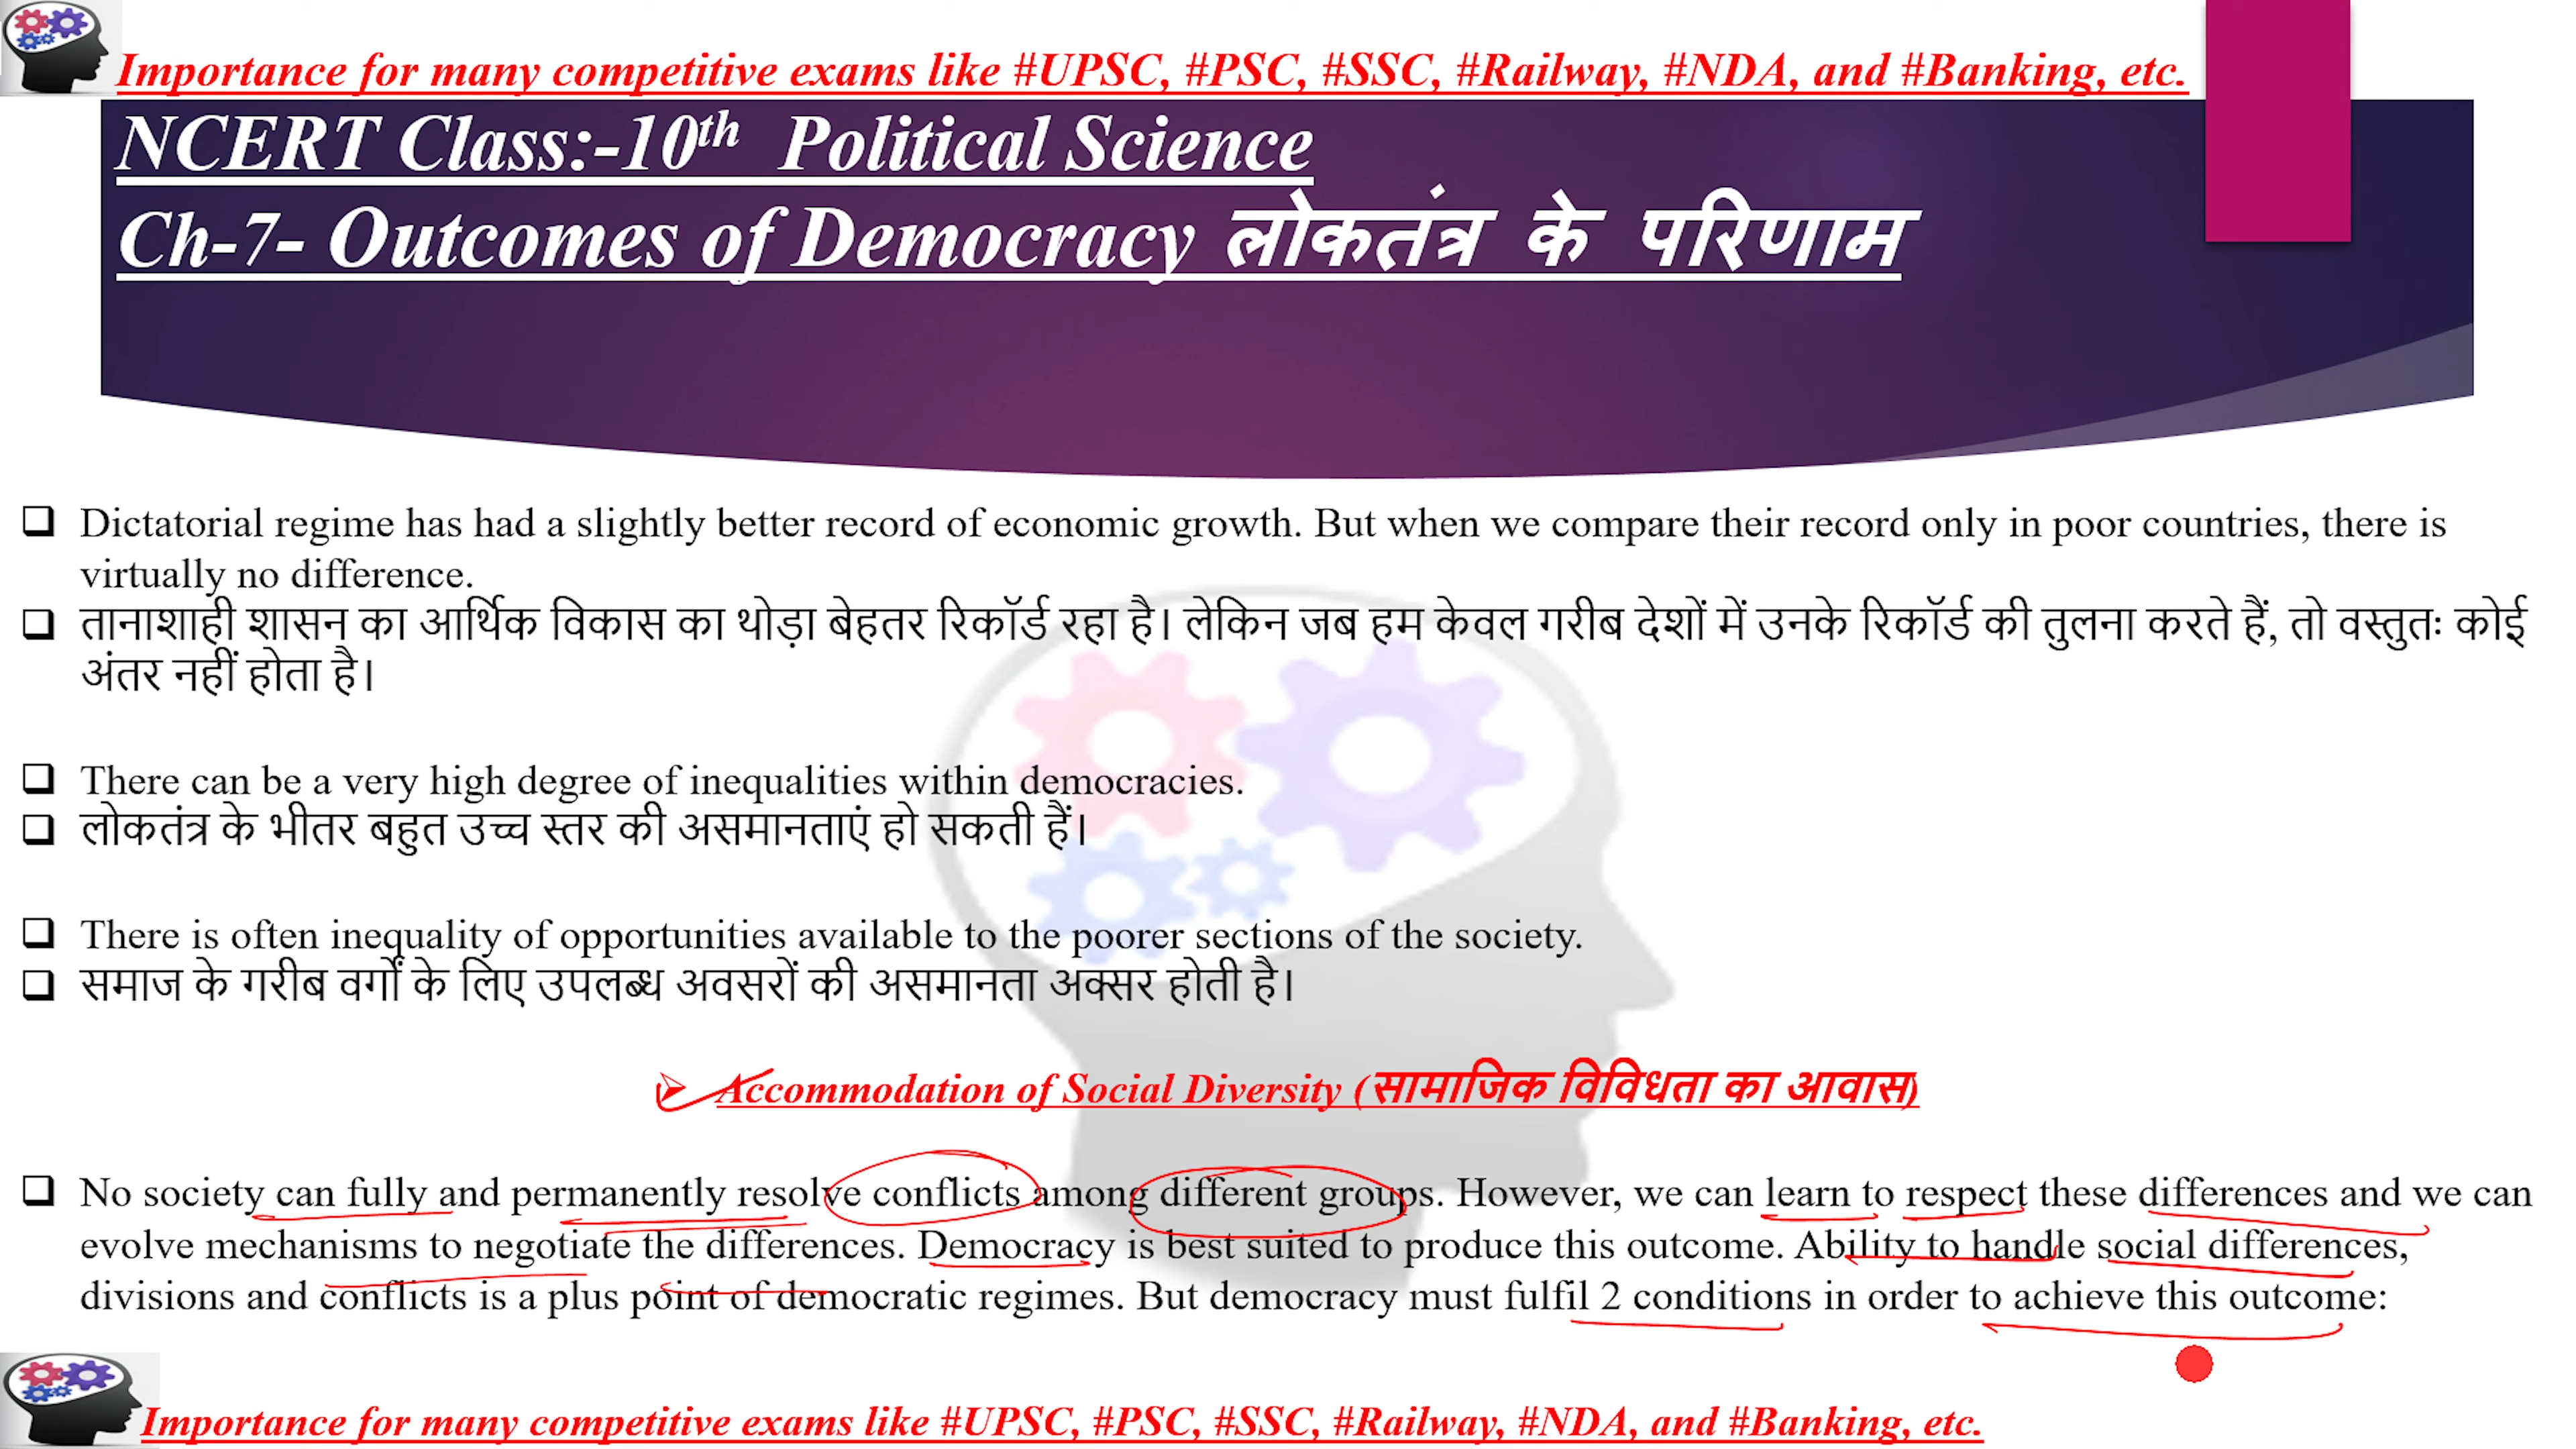 Importance for many competitive exams like #UPSC, #PSC, #SSC, #Railway, #NDA, and #Banking, etc.
NCERT Class:-10th Political Science
Ch-7- Outcomes of Democracy लोकतंत्र के परिणाम
❑ Dictatorial regime has had a slightly better record of economic growth. But when we compare their record only in poor countries, there is
virtually no difference.
❑ तानाशाही शासन का आर्थिक विकास का थोड़ा बेहतर रिकॉर्ड रहा है। लेकिन जब हम केवल गरीब देशों में उनके रिकॉर्ड की तुलना करते हैं, तो वस्तुतः कोई
अंतर नहीं होता है।
❑ There can be a very high degree of inequalities within democracies.
❑ लोकतंत्र के भीतर बहुत उच्च स्तर की असमानताएं हो सकती हैं।
❑ There is often inequality of opportunities available to the poorer sections of the society.
❑ समाज के गरीब वर्गों के लिए उपलब्ध अवसरों की असमानता अक्सर होती है।
➢ Accommodation of Social Diversity (सामाजिक विविधता का आवास)
❑ No society can fully and permanently resolve conflicts among different groups. However, we can learn to respect these differences and we can
evolve mechanisms to negotiate the differences. Democracy is best suited to produce this outcome. Ability to handle social differences,
divisions and conflicts is a plus point of democratic regimes. But democracy must fulfil 2 conditions in order to achieve this outcome:
Importance for many competitive exams like #UPSC, #PSC, #SSC, #Railway, #NDA, and #Banking, etc.